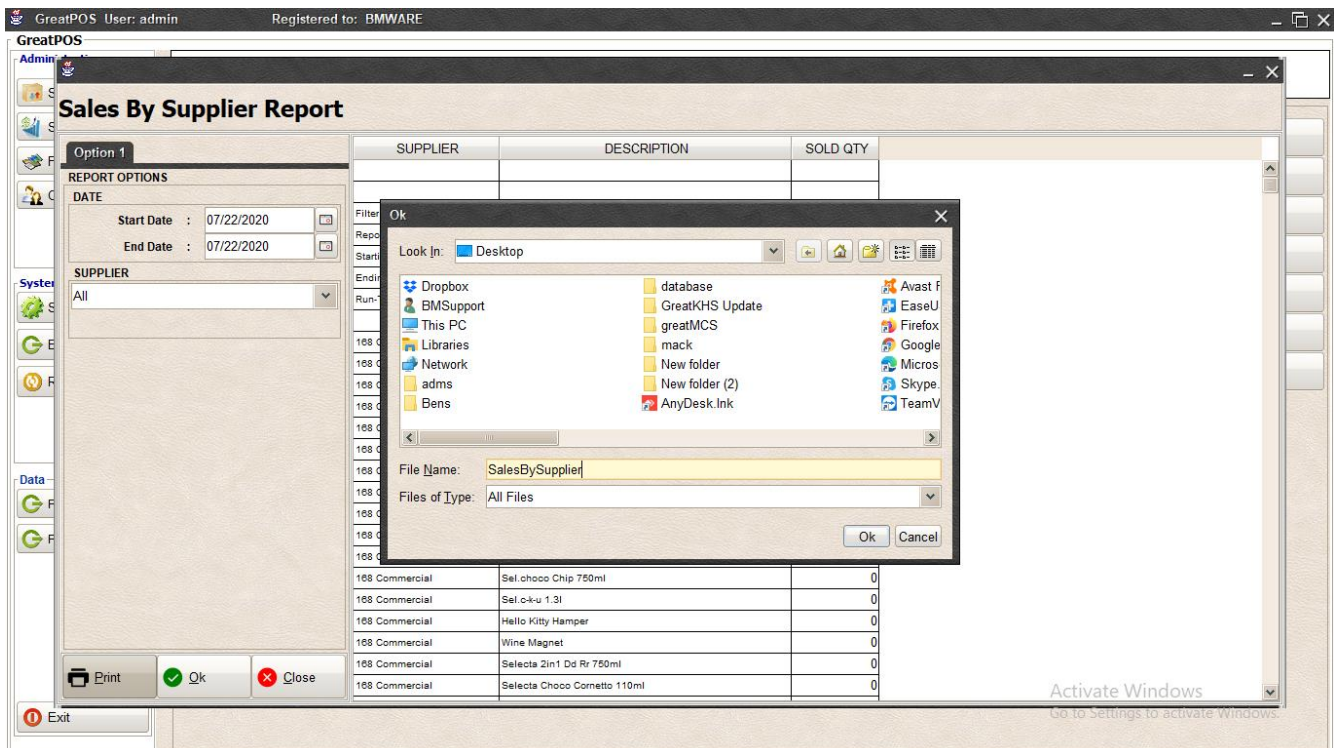 GreatPOS User: admin Registered to: BMWARE
GreatPOS
Sales By Supplier Report
Option 1
REPORT OPTIONS
DATE
Start Date : 07/22/2020
End Date : 07/22/2020
SUPPLIER
All
Print Ok Close
Exit
SUPPLIER DESCRIPTION SOLD QTY
Filter
168 Commercial Sel.choco Chip 750ml 0
168 Commercial Sel.c-k-u 1.3l 0
168 Commercial Hello Kitty Hamper 0
168 Commercial Wine Magnet 0
168 Commercial Selecta 2in1 Dd Rr 750ml 0
168 Commercial Selecta Choco Cornetto 110ml 0
Ok
Look In: Desktop
Dropbox database Avast F
BMSupport GreatKHS Update EaseU
This PC greatMCS Firefox
Libraries mack Google
Network New folder Micros
adms New folder (2) Skype.
Bens AnyDesk.lnk TeamV
File Name: SalesBySupplier
Files of Type: All Files
Ok Cancel
Data
Activate Windows
Go to Settings to activate Windows.